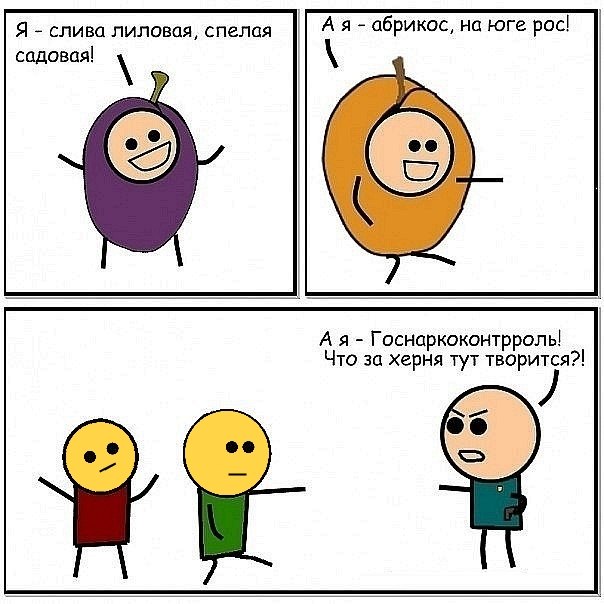 Я - слива лиловая, спелая
садовая!
А я - абрикос, на юге рос!
А я - Госнаркоконтрроль!
Что за херня тут творится?!